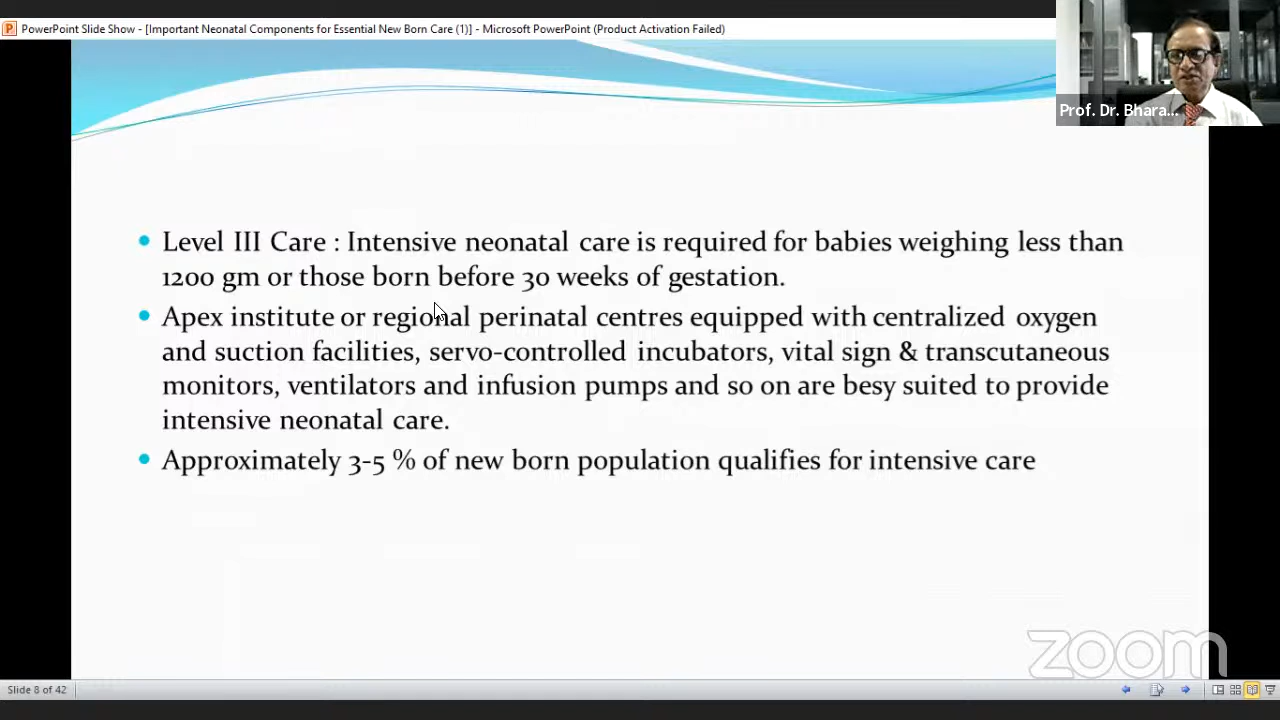 PowerPoint Slide Show - [Important Neonatal Components for Essential New Born Care (1)] - Microsoft PowerPoint (Product Activation Failed)
Prof. Dr. Bhara...
• Level III Care : Intensive neonatal care is required for babies weighing less than
1200 gm or those born before 30 weeks of gestation.
• Apex institute or regional perinatal centres equipped with centralized oxygen
and suction facilities, servo-controlled incubators, vital sign & transcutaneous
monitors, ventilators and infusion pumps and so on are besy suited to provide
intensive neonatal care.
• Approximately 3-5 % of new born population qualifies for intensive care
zoom
Slide 8 of 42